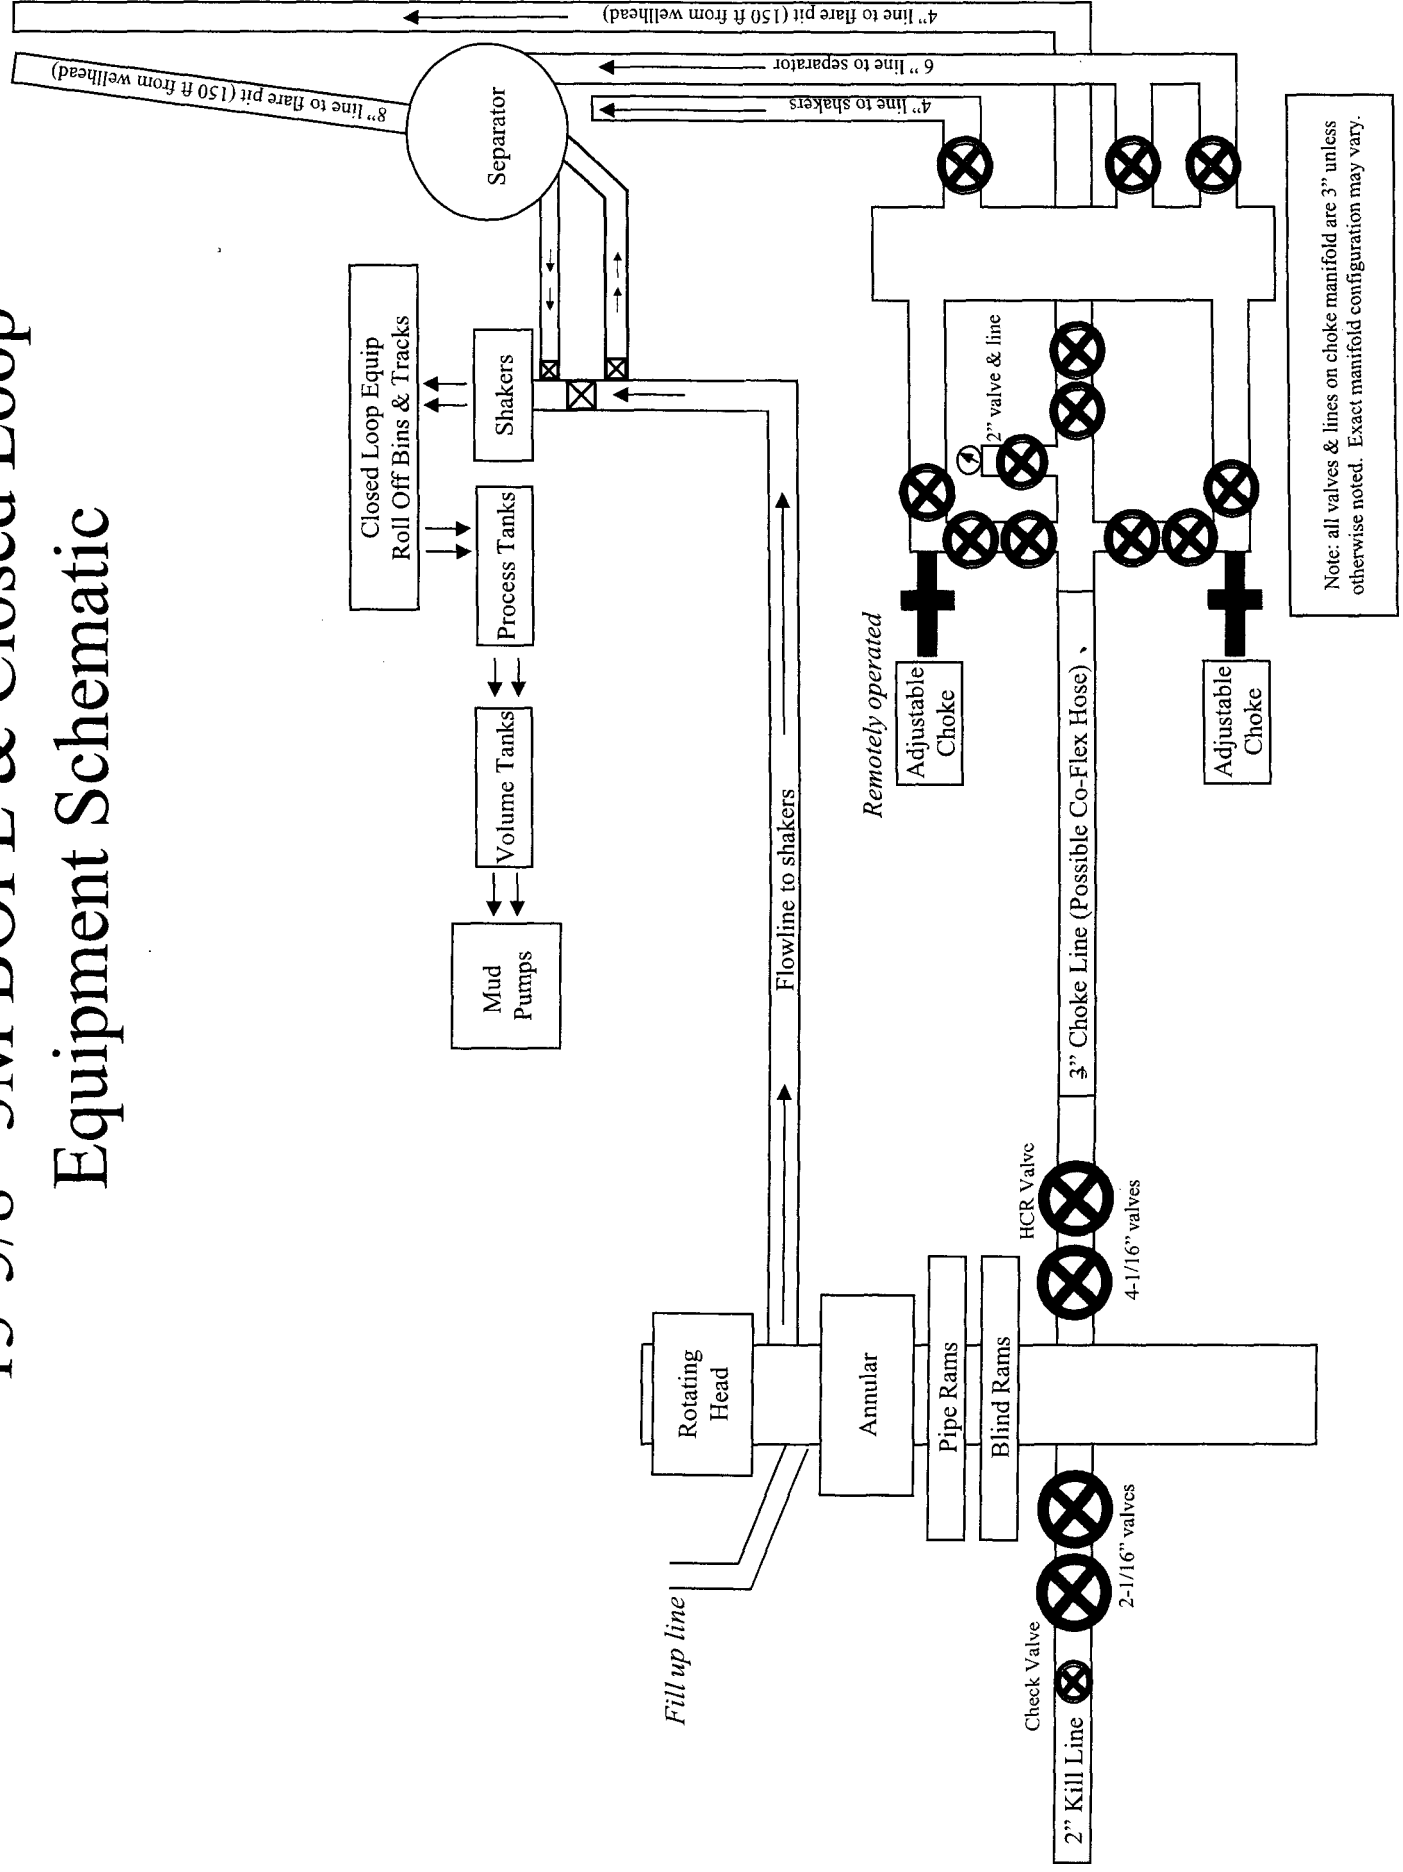 & Closed Loop
Equipment Schematic
4” line to flare pit (150 ft from wellhead)
8” line to flare pit (150 ft from wellhead)
6” line to separator
4” line to shakers
Separator
Closed Loop Equip
Roll Off Bins & Tracks
Shakers
Process Tanks
Volume Tanks
Mud
Pumps
Flowline to shakers
Rotating
Head
Fill up line
Annular
Pipe Rams
Blind Rams
Remotely operated
Adjustable
Choke
2” valve & line
HCR Valve
4-1/16” valves
3” Choke Line (Possible Co-Flex Hose)
Check Valve
2-1/16” valves
2” Kill Line
Adjustable
Choke
Note: all valves & lines on choke manifold are 3” unless
otherwise noted. Exact manifold configuration may vary.